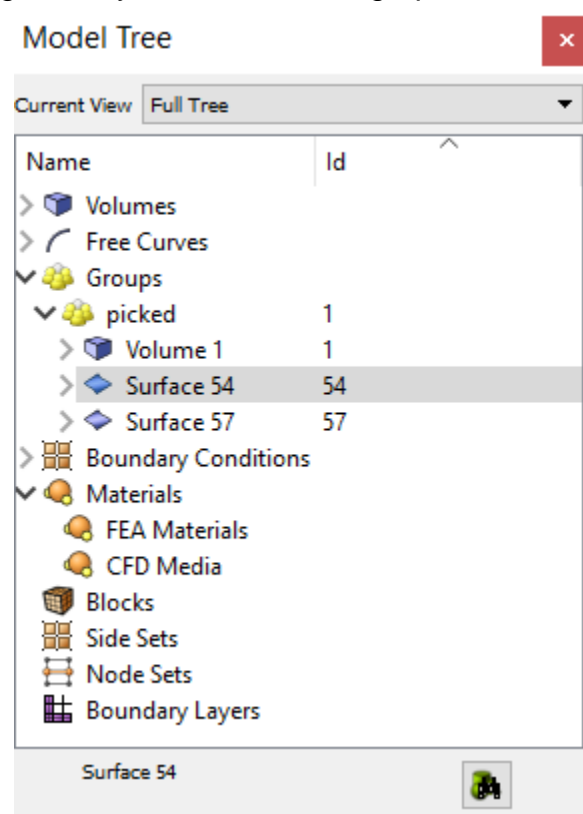 Model Tree
Current View Full Tree
Name Id
Volumes
Free Curves
Groups
picked 1
Volume 1 1
Surface 54 54
Surface 57 57
Boundary Conditions
Materials
FEA Materials
CFD Media
Blocks
Side Sets
Node Sets
Boundary Layers
Surface 54